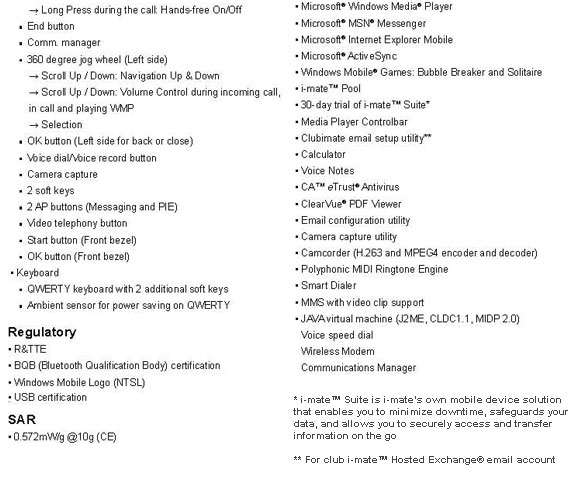 → Long Press during the call: Hands-free On/Off
▪ End button
▪ Comm. manager
▪ 360 degree jog wheel (Left side)
→ Scroll Up / Down: Navigation Up & Down
→ Scroll Up / Down: Volume Control during incoming call,
in call and playing WMP
→ Selection
▪ OK button (Left side for back or close)
▪ Voice dial/Voice record button
▪ Camera capture
▪ 2 soft keys
▪ 2 AP buttons (Messaging and PIE)
▪ Video telephony button
▪ Start button (Front bezel)
▪ OK button (Front bezel)
▪ Keyboard
▪ QWERTY keyboard with 2 additional soft keys
▪ Ambient sensor for power saving on QWERTY
Regulatory
▪ R&TTE
▪ BQB (Bluetooth Qualification Body) certification
▪ Windows Mobile Logo (NTSL)
▪ USB certification
SAR
▪ 0.572mW/g @10g (CE)
▪ Microsoft® Windows Media® Player
▪ Microsoft® MSN® Messenger
▪ Microsoft® Internet Explorer Mobile
▪ Microsoft® ActiveSync
▪ Windows Mobile® Games: Bubble Breaker and Solitaire
▪ i-mate™ Pool
▪ 30-day trial of i-mate™ Suite*
▪ Media Player Controlbar
▪ Clubimate email setup utility**
▪ Calculator
▪ Voice Notes
▪ CA™ eTrust® Antivirus
▪ ClearVue® PDF Viewer
▪ Email configuration utility
▪ Camera capture utility
▪ Camcorder (H.263 and MPEG4 encoder and decoder)
▪ Polyphonic MIDI Ringtone Engine
▪ Smart Dialer
▪ MMS with video clip support
▪ JAVA virtual machine (J2ME, CLDC1.1, MIDP 2.0)
Voice speed dial
Wireless Modem
Communications Manager
* i-mate™ Suite is i-mate's own mobile device solution
that enables you to minimize downtime, safeguards your
data, and allows you to securely access and transfer
information on the go
** For club i-mate™ Hosted Exchange® email account